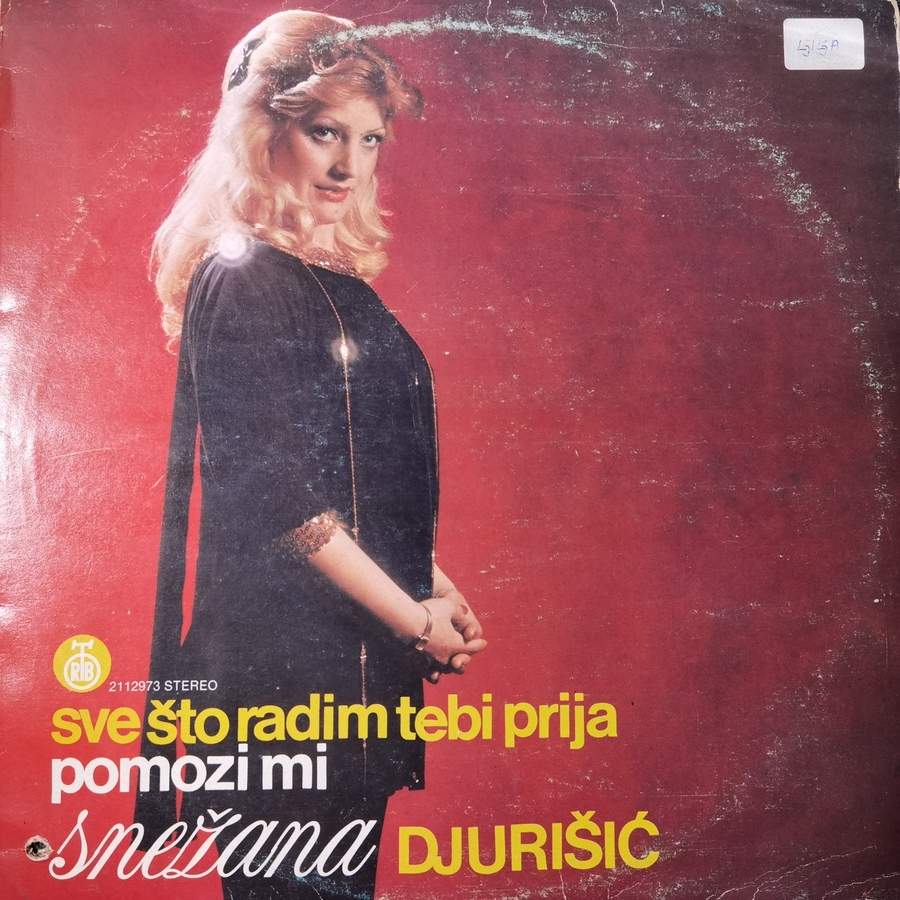 RTB
2112973 STEREO
sve što radim tebi prija
pomozi mi
snežana DJURIŠIĆ